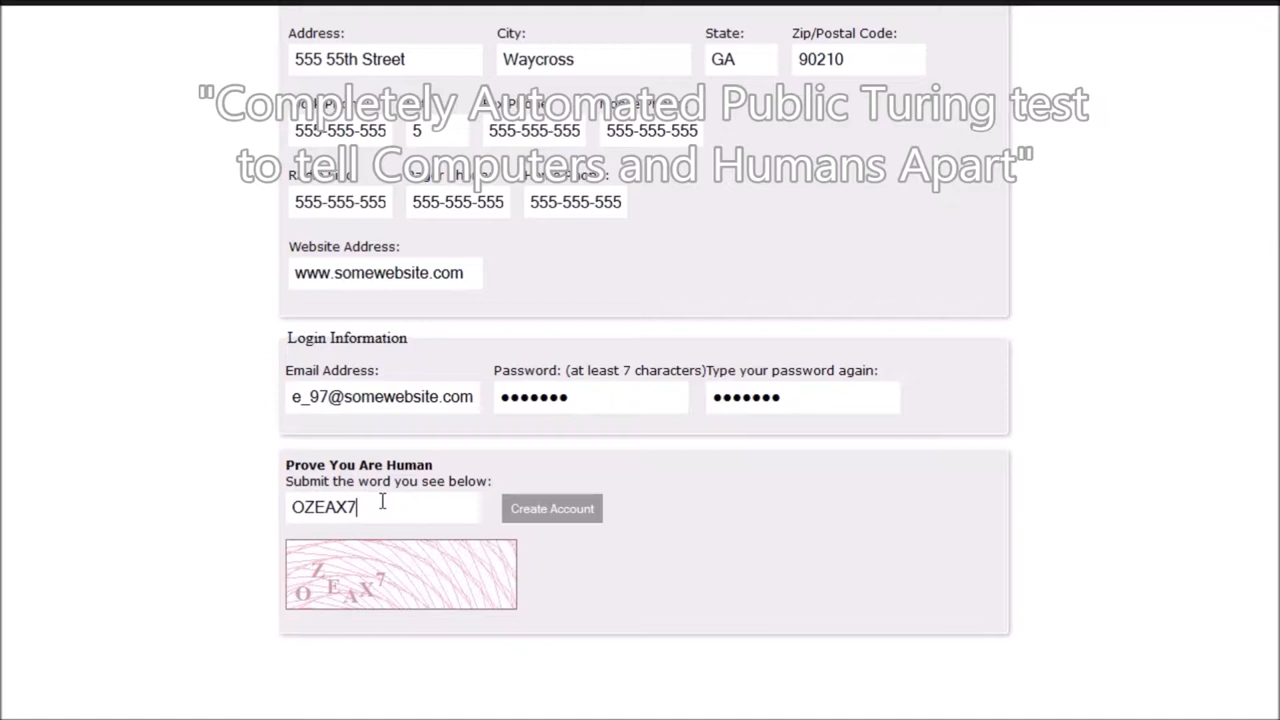 Address: City: State: Zip/Postal Code:
555 55th Street Waycross GA 90210
"Completely Automated Public Turing test
555-555-555 5 555-555-555 555-555-555
to tell Computers and Humans Apart"
555-555-555 555-555-555 555-555-555
Website Address:
www.somewebsite.com
Login Information
Email Address: Password: (at least 7 characters) Type your password again:
e_97@somewebsite.com ••••••• •••••••
Prove You Are Human
Submit the word you see below:
OZEAX7 Create Account
OZEAX7